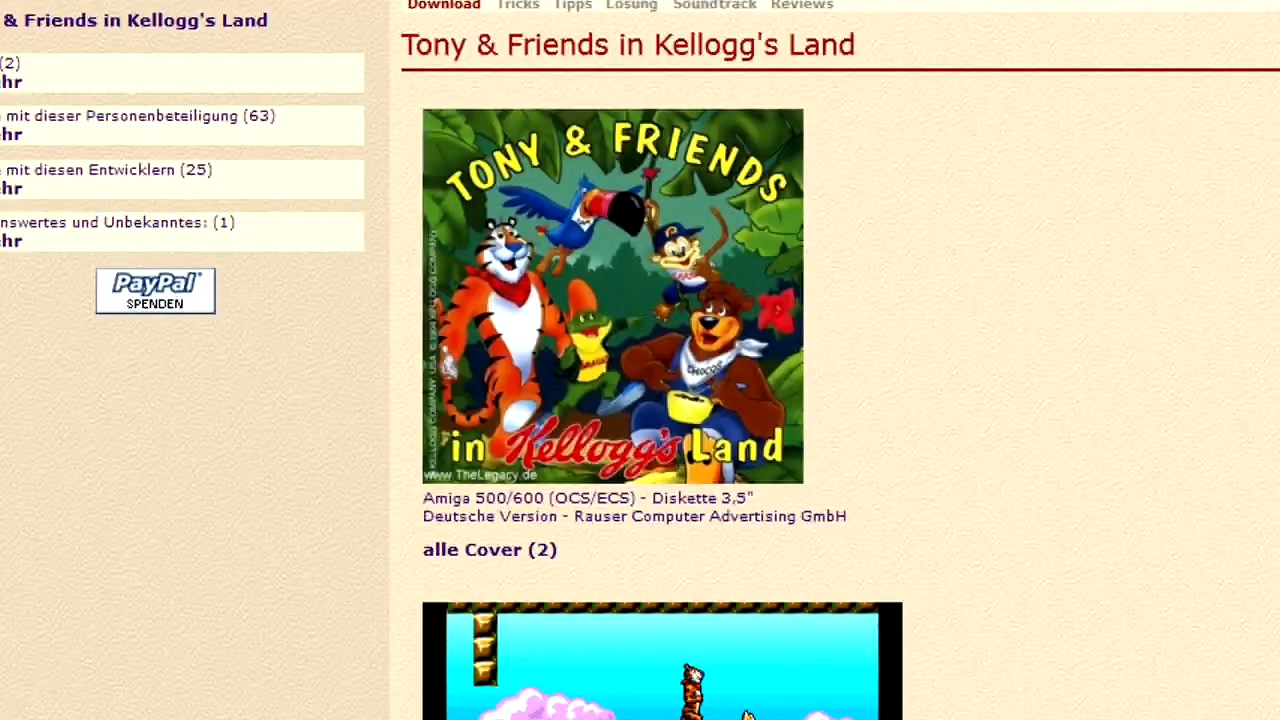 Download Tricks Tipps Lösung Soundtrack Reviews
& Friends in Kellogg's Land
Tony & Friends in Kellogg's Land
(2)
hr
mit dieser Personenbeteiligung (63)
hr
mit diesen Entwicklern (25)
hr
nswertes und Unbekanntes: (1)
hr
PayPal
SPENDEN
TONY & FRIENDS
CHOCOS
in Kellogg's Land
www TheLegacy.de
Amiga 500/600 (OCS/ECS) - Diskette 3,5"
Deutsche Version - Rauser Computer Advertising GmbH
alle Cover (2)